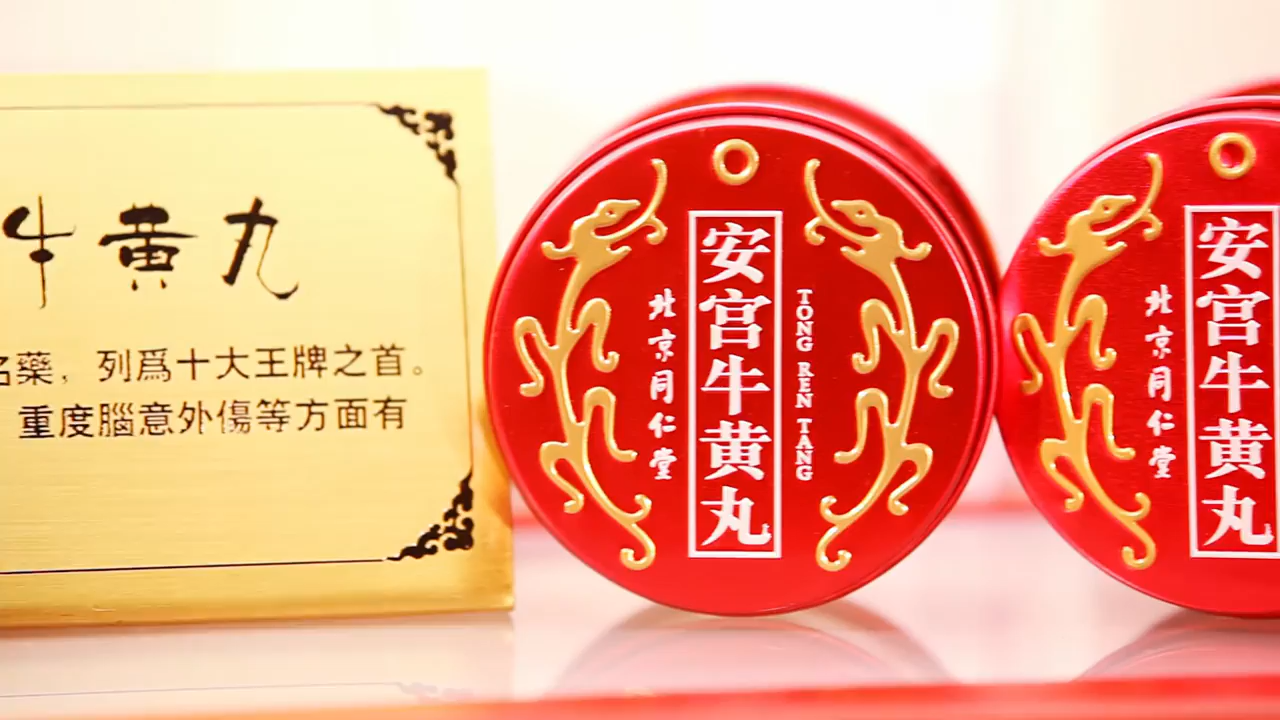 牛黄丸
名藥，列爲十大王牌之首。
重度腦意外傷等方面有
安宫牛黄丸
北京同仁堂
TONG REN TANG
安宫牛黄丸
北京同仁堂